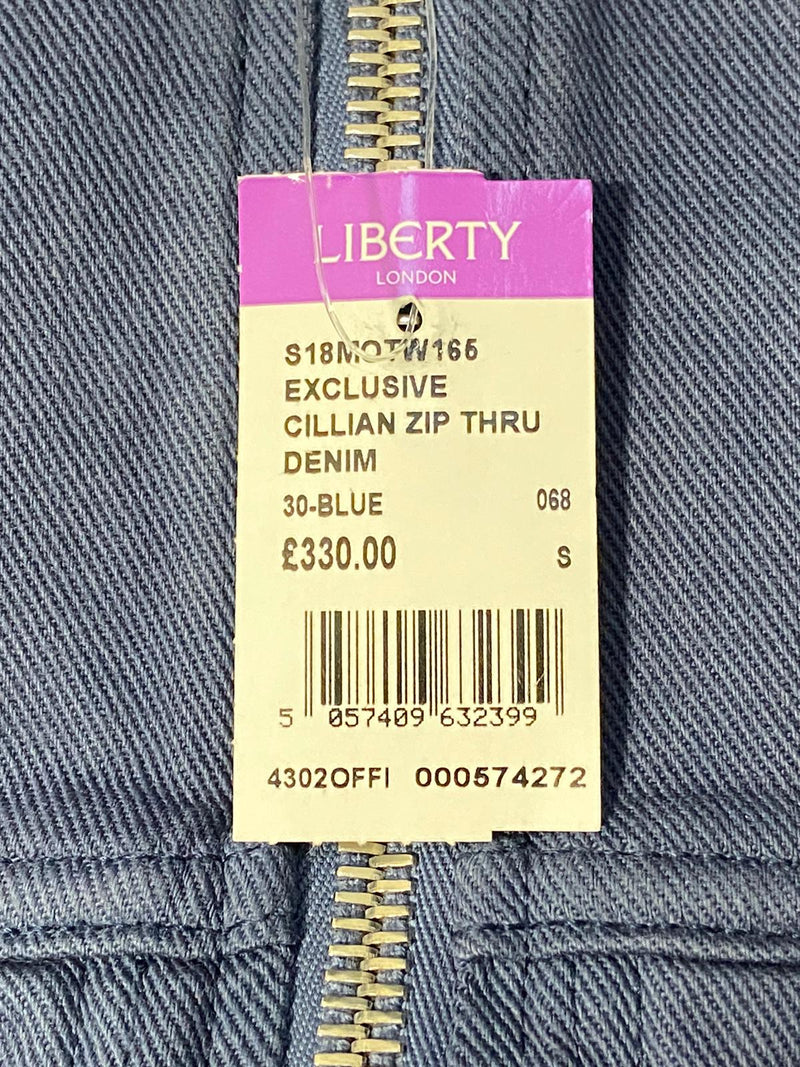 LIBERTY
LONDON
S18MOTW165
EXCLUSIVE
CILLIAN ZIP THRU
DENIM
30-BLUE 068
£330.00 S
5 057409 632399
4302OFFI 000574272